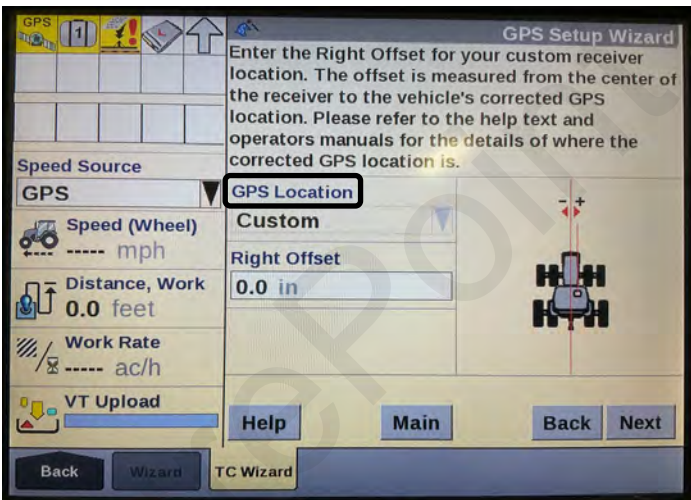 GPS
1
GPS Setup Wizard
Enter the Right Offset for your custom receiver
location. The offset is measured from the center of
the receiver to the vehicle's corrected GPS
location. Please refer to the help text and
operators manuals for the details of where the
corrected GPS location is.
Speed Source
GPS
Speed (Wheel)
----- mph
Distance, Work
0.0 feet
Work Rate
----- ac/h
VT Upload
GPS Location
Custom
Right Offset
0.0 in
- +
Help
Main
Back
Next
Back
Wizard
TC Wizard